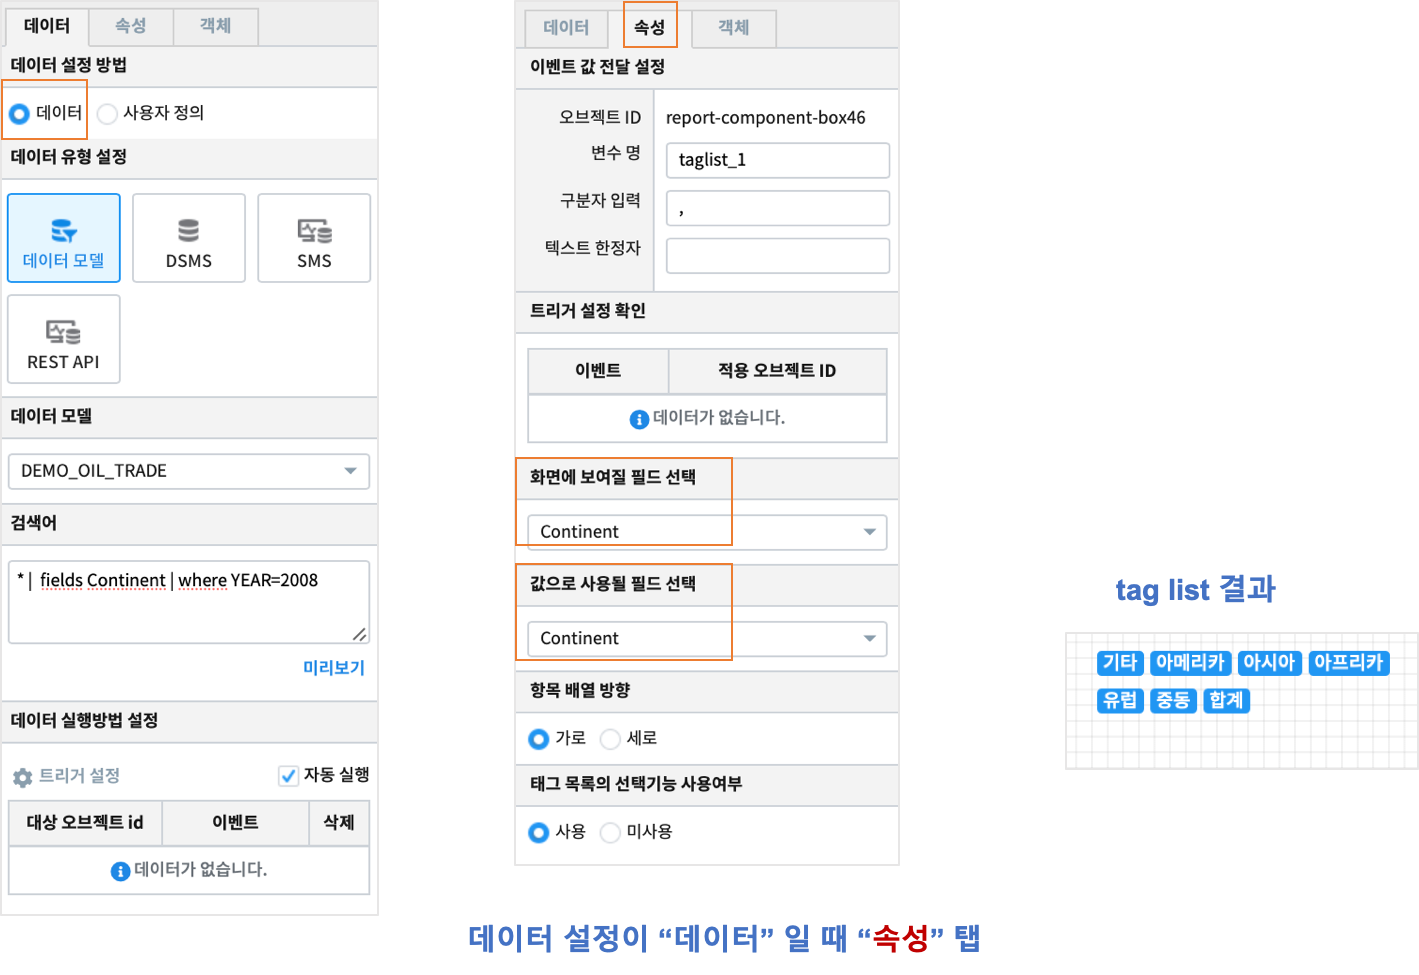 데이터 속성 객체
데이터 설정 방법
데이터 사용자 정의
데이터 유형 설정
데이터 모델 DSMS SMS
REST API
데이터 모델
DEMO_OIL_TRADE
검색어
* | fields Continent | where YEAR=2008
미리보기
데이터 실행방법 설정
트리거 설정 자동 실행
대상 오브젝트 id 이벤트 삭제
데이터가 없습니다.
데이터 속성 객체
이벤트 값 전달 설정
오브젝트 ID report-component-box46
변수 명 taglist_1
구분자 입력 ,
텍스트 한정자
트리거 설정 확인
이벤트 적용 오브젝트 ID
데이터가 없습니다.
화면에 보여질 필드 선택
Continent
값으로 사용될 필드 선택
Continent
항목 배열 방향
가로 세로
태그 목록의 선택기능 사용여부
사용 미사용
tag list 결과
기타 아메리카 아시아 아프리카
유럽 중동 합계
데이터 설정이 “데이터” 일 때 “속성” 탭